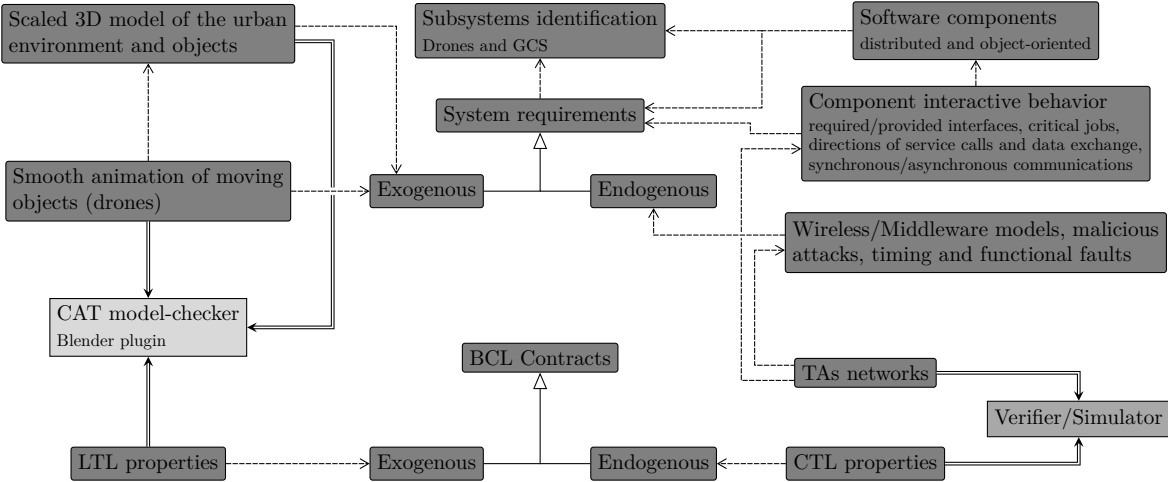 Scaled 3D model of the urban
environment and objects
Subsystems identification
Drones and GCS
Software components
distributed and object-oriented
System requirements
Component interactive behavior
required/provided interfaces, critical jobs,
directions of service calls and data exchange,
synchronous/asynchronous communications
Smooth animation of moving
objects (drones)
Exogenous
Endogenous
Wireless/Middleware models, malicious
attacks, timing and functional faults
CAT model-checker
Blender plugin
BCL Contracts
TAs networks
Verifier/Simulator
LTL properties
Exogenous
Endogenous
CTL properties